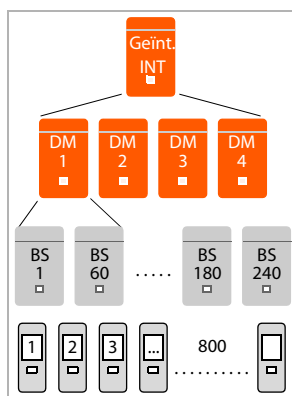 Geïnt.
INT
DM DM DM DM
1 2 3 4
BS BS BS BS
1 60 ..... 180 240
1 2 3 ... 800
..........